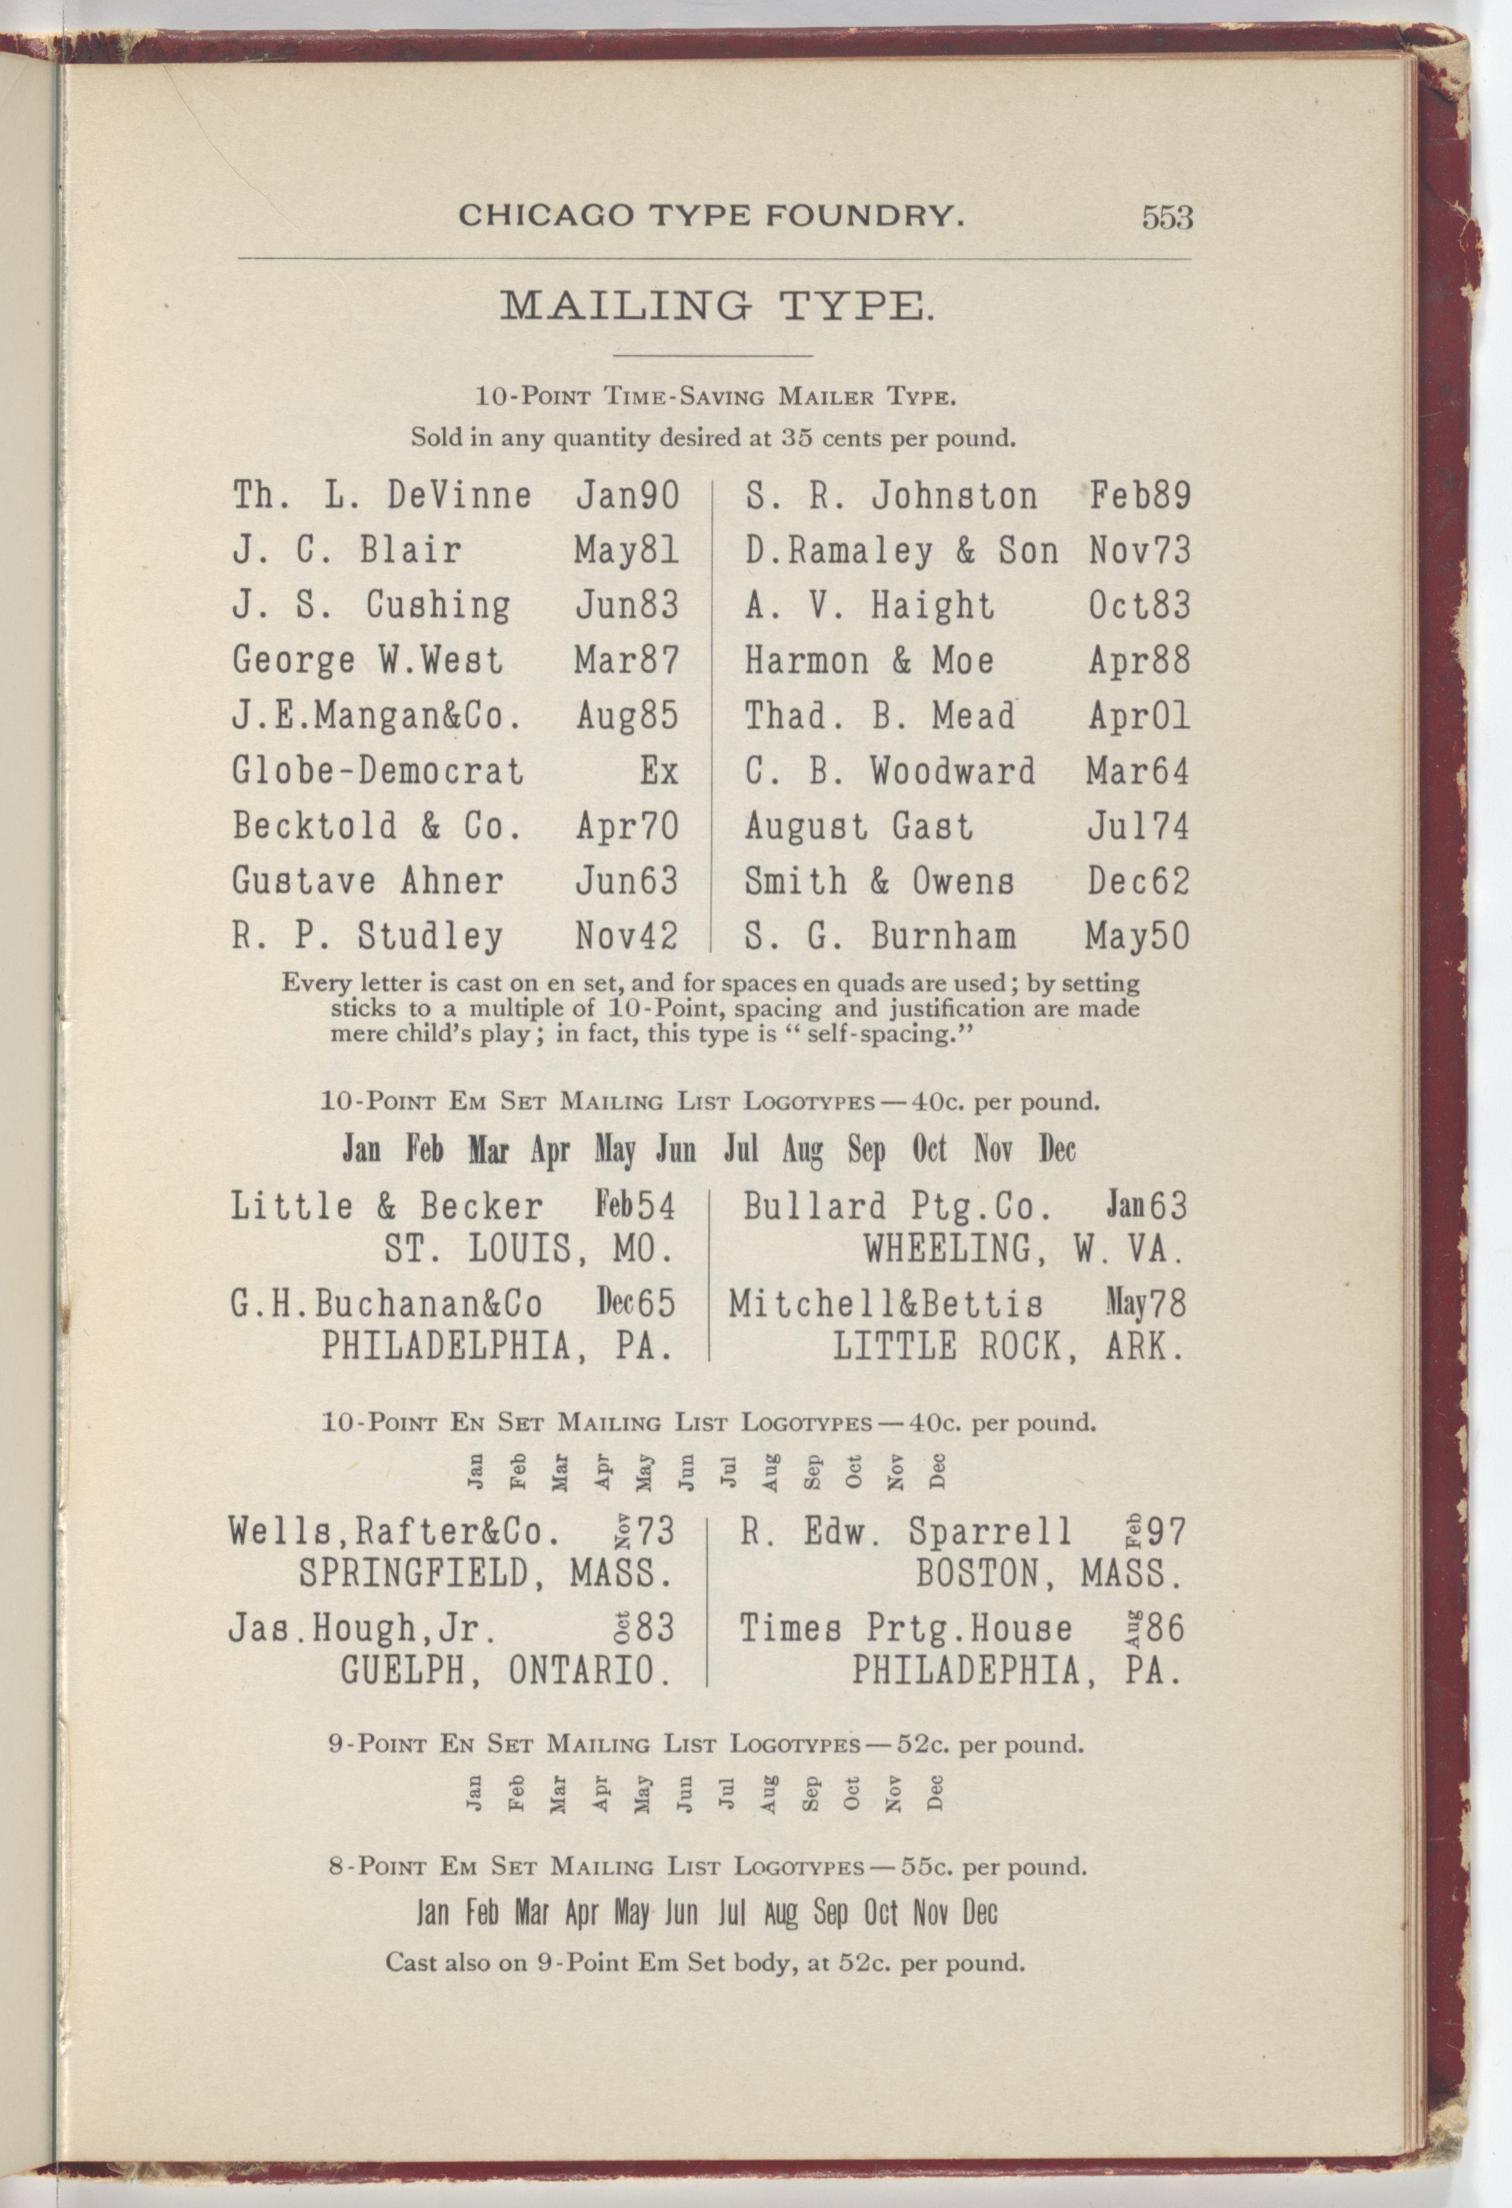 CHICAGO TYPE FOUNDRY. 553
MAILING TYPE.
10-Point Time-Saving Mailer Type.
Sold in any quantity desired at 35 cents per pound.
Th. L. DeVinne Jan90
J. C. Blair May81
J. S. Cushing Jun83
George W.West Mar87
J.E.Mangan&Co. Aug85
Globe-Democrat Ex
Becktold & Co. Apr70
Gustave Ahner Jun63
R. P. Studley Nov42
S. R. Johnston Feb89
D.Ramaley & Son Nov73
A. V. Haight Oct83
Harmon & Moe Apr88
Thad. B. Mead Apr01
C. B. Woodward Mar64
August Gast Jul74
Smith & Owens Dec62
S. G. Burnham May50
Every letter is cast on en set, and for spaces en quads are used; by setting
sticks to a multiple of 10-Point, spacing and justification are made
mere child's play; in fact, this type is "self-spacing."
10-Point Em Set Mailing List Logotypes—40c. per pound.
Jan Feb Mar Apr May Jun Jul Aug Sep Oct Nov Dec
Little & Becker Feb54
ST. LOUIS, MO.
G.H.Buchanan&Co Dec65
PHILADELPHIA, PA.
Bullard Ptg.Co. Jan63
WHEELING, W. VA.
Mitchell&Bettis May78
LITTLE ROCK, ARK.
10-Point En Set Mailing List Logotypes—40c. per pound.
Jan Feb Mar Apr May Jun Jul Aug Sep Oct Nov Dec
Wells,Rafter&Co. Nov73
SPRINGFIELD, MASS.
Jas.Hough,Jr. Oct83
GUELPH, ONTARIO.
R. Edw. Sparrell Feb97
BOSTON, MASS.
Times Prtg.House Aug86
PHILADEPHIA, PA.
9-Point En Set Mailing List Logotypes—52c. per pound.
Jan Feb Mar Apr May Jun Jul Aug Sep Oct Nov Dec
8-Point Em Set Mailing List Logotypes—55c. per pound.
Jan Feb Mar Apr May Jun Jul Aug Sep Oct Nov Dec
Cast also on 9-Point Em Set body, at 52c. per pound.